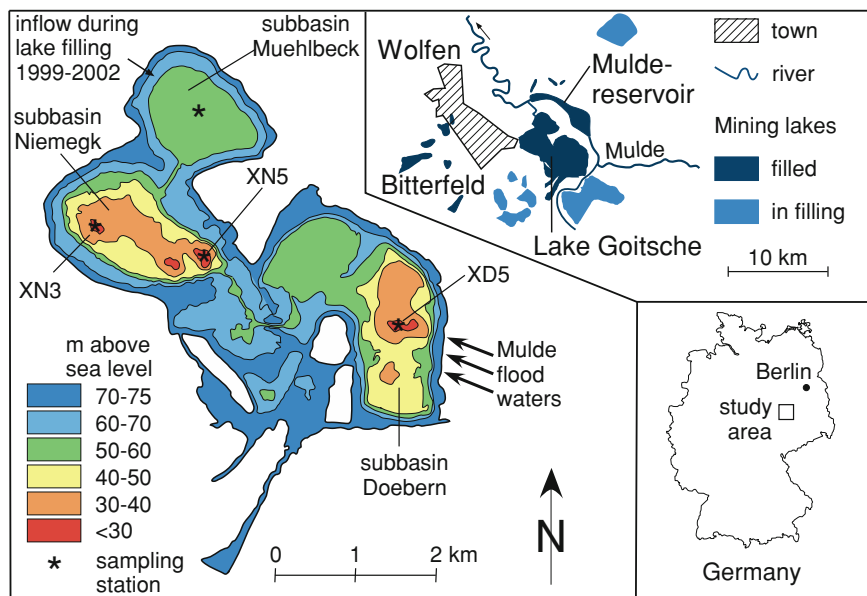 inflow during
lake filling
1999-2002
subbasin
Muehlbeck
subbasin
Niemegk
XN5
XN3
XD5
Mulde
flood
waters
subbasin
Doebern
m above
sea level
70-75
60-70
50-60
40-50
30-40
<30
* sampling
station
0 1 2 km
N
Wolfen
Mulde-
reservoir
Mulde
Bitterfeld
Lake Goitsche
town
river
Mining lakes
filled
in filling
10 km
Berlin
study
area
Germany